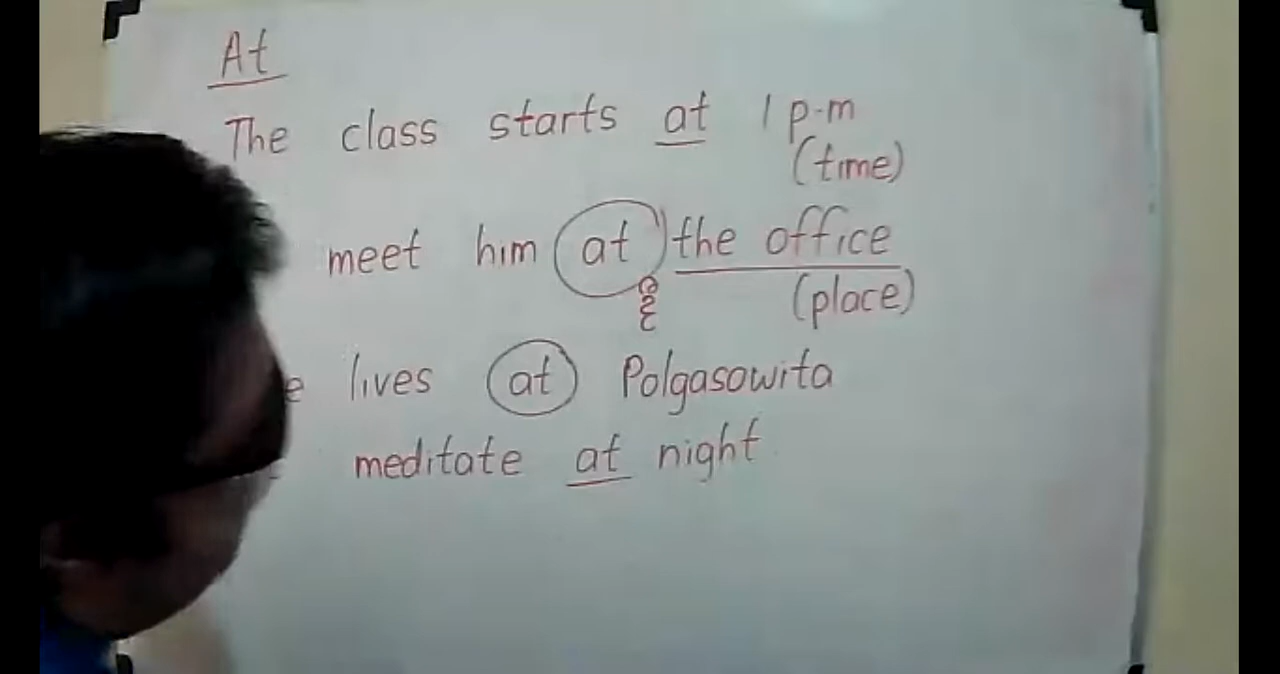 At
The class starts at 1 p.m
(time)
meet him at the office
(place)
e lives at Polgasowita
meditate at night